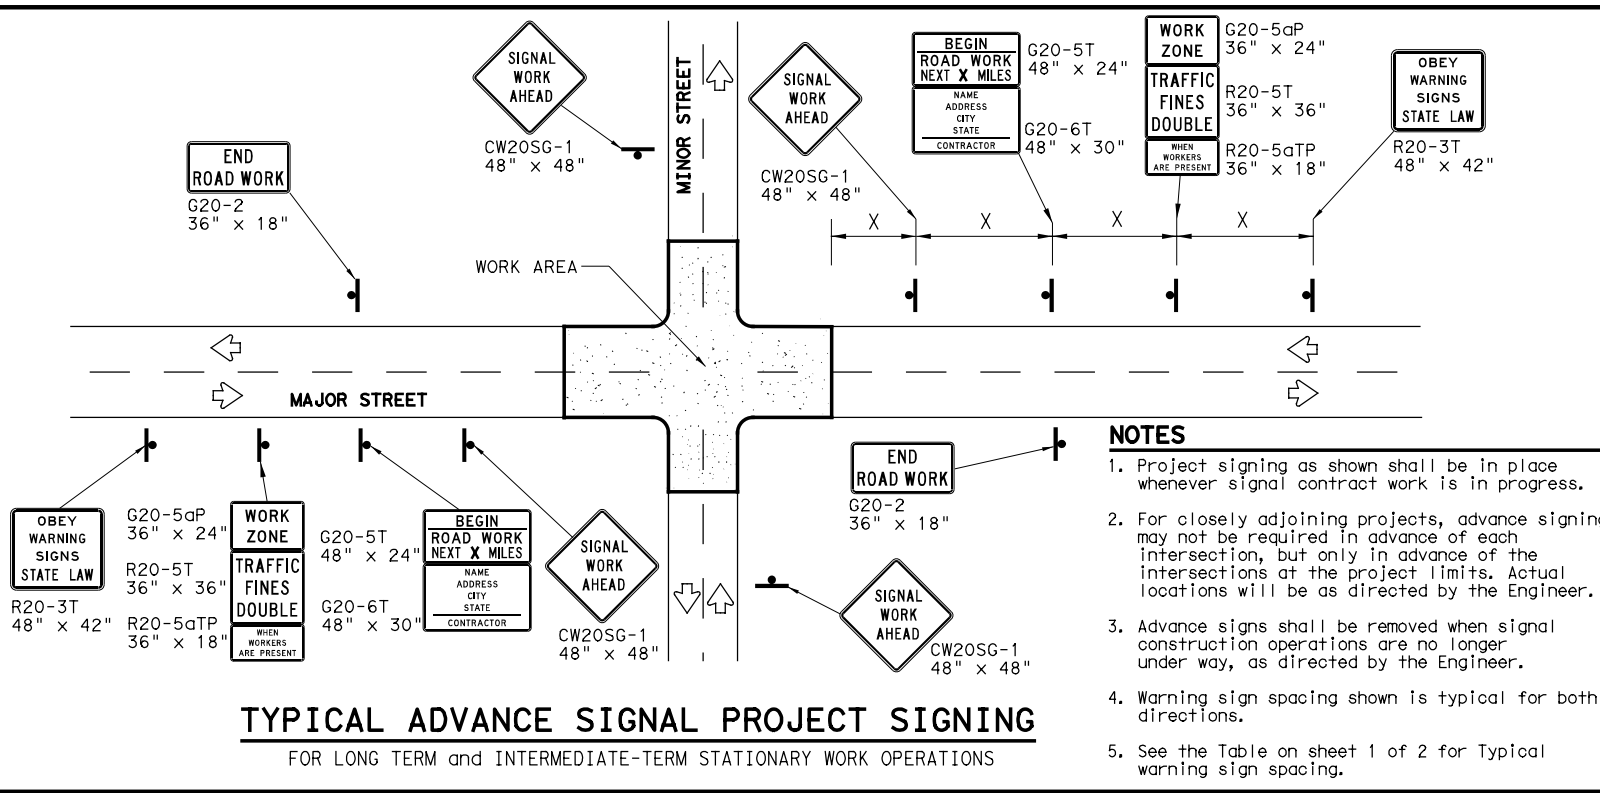 SIGNAL
WORK
AHEAD
CW20SG-1
48" x 48"
END
ROAD WORK
G20-2
36" x 18"
MINOR STREET
SIGNAL
WORK
AHEAD
CW20SG-1
48" x 48"
BEGIN
ROAD WORK
NEXT X MILES
NAME
ADDRESS
CITY
STATE
CONTRACTOR
G20-5T
48" x 24"
G20-6T
48" x 30"
WORK
ZONE
TRAFFIC
FINES
DOUBLE
WHEN
WORKERS
ARE PRESENT
G20-5aP
36" x 24"
R20-5T
36" x 36"
R20-5aTP
36" x 18"
OBEY
WARNING
SIGNS
STATE LAW
R20-3T
48" x 42"
X X X X
WORK AREA
MAJOR STREET
OBEY
WARNING
SIGNS
STATE LAW
R20-3T
48" x 42"
G20-5aP
36" x 24"
R20-5T
36" x 36"
R20-5aTP
36" x 18"
WORK
ZONE
TRAFFIC
FINES
DOUBLE
WHEN
WORKERS
ARE PRESENT
G20-5T
48" x 24"
G20-6T
48" x 30"
BEGIN
ROAD WORK
NEXT X MILES
NAME
ADDRESS
CITY
STATE
CONTRACTOR
SIGNAL
WORK
AHEAD
CW20SG-1
48" x 48"
END
ROAD WORK
G20-2
36" x 18"
SIGNAL
WORK
AHEAD
CW20SG-1
48" x 48"
TYPICAL ADVANCE SIGNAL PROJECT SIGNING
FOR LONG TERM and INTERMEDIATE-TERM STATIONARY WORK OPERATIONS
NOTES
1. Project signing as shown shall be in place
whenever signal contract work is in progress.
2. For closely adjoining projects, advance signing
may not be required in advance of each
intersection, but only in advance of the
intersections at the project limits. Actual
locations will be as directed by the Engineer.
3. Advance signs shall be removed when signal
construction operations are no longer
under way, as directed by the Engineer.
4. Warning sign spacing shown is typical for both
directions.
5. See the Table on sheet 1 of 2 for Typical
warning sign spacing.